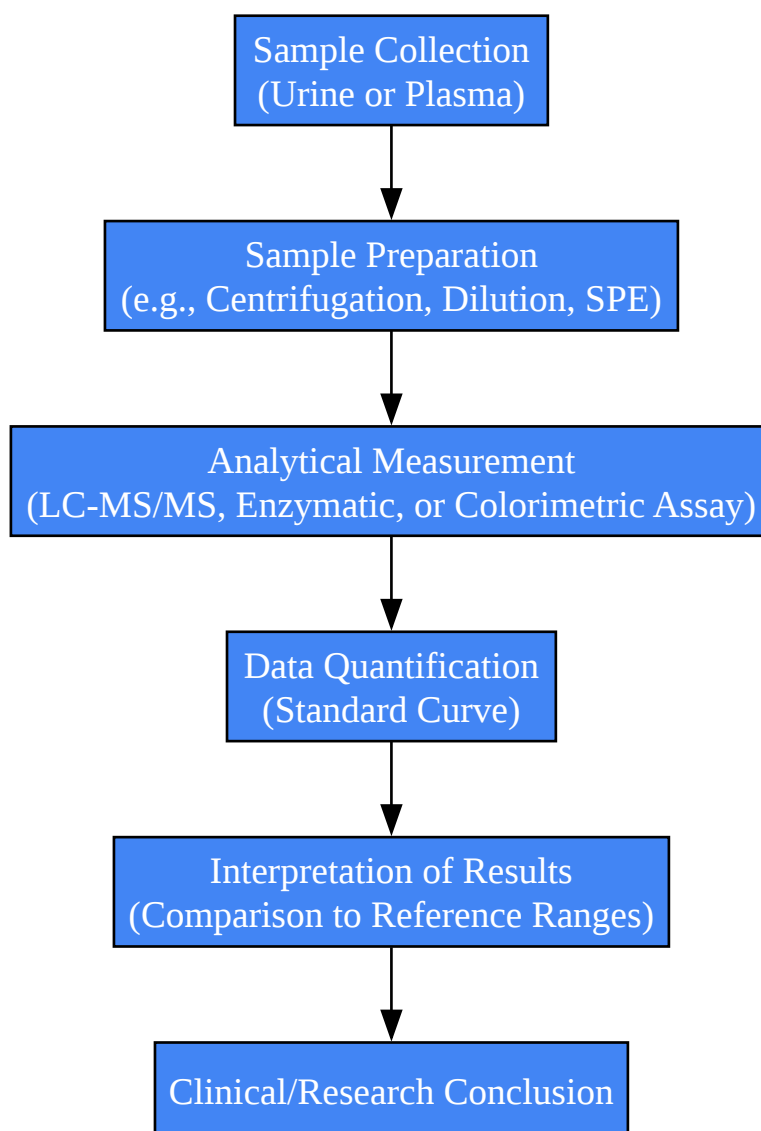 Sample Collection
(Urine or Plasma)
Sample Preparation
(e.g., Centrifugation, Dilution, SPE)
Analytical Measurement
(LC-MS/MS, Enzymatic, or Colorimetric Assay)
Data Quantification
(Standard Curve)
Interpretation of Results
(Comparison to Reference Ranges)
Clinical/Research Conclusion